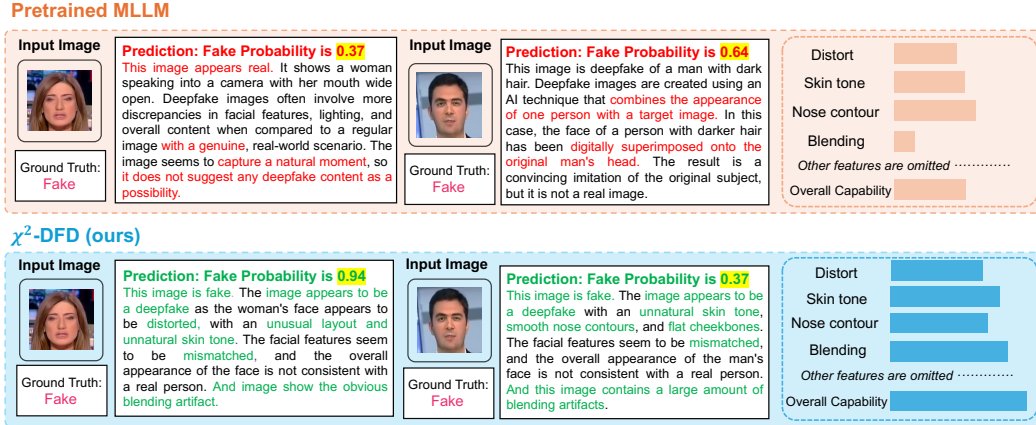 Pretrained MLLM
Input Image
Ground Truth:
Fake
Prediction: Fake Probability is 0.37
This image appears real. It shows a woman
speaking into a camera with her mouth wide
open. Deepfake images often involve more
discrepancies in facial features, lighting, and
overall content when compared to a regular
image with a genuine, real-world scenario. The
image seems to capture a natural moment, so
it does not suggest any deepfake content as a
possibility.
Input Image
Ground Truth:
Fake
Prediction: Fake Probability is 0.64
This image is deepfake of a man with dark
hair. Deepfake images are created using an
AI technique that combines the appearance
of one person with a target image. In this
case, the face of a person with darker hair
has been digitally superimposed onto the
original man's head. The result is a
convincing imitation of the original subject,
but it is not a real image.
Distort
Skin tone
Nose contour
Blending
Other features are omitted ·············
Overall Capability
χ²-DFD (ours)
Input Image
Ground Truth:
Fake
Prediction: Fake Probability is 0.94
This image is fake. The image appears to be
a deepfake as the woman's face appears to
be distorted, with an unusual layout and
unnatural skin tone. The facial features seem
to be mismatched, and the overall
appearance of the face is not consistent with
a real person. And image show the obvious
blending artifact.
Input Image
Ground Truth:
Fake
Prediction: Fake Probability is 0.37
This image is fake. The image appears to be
a deepfake with an unnatural skin tone,
smooth nose contours, and flat cheekbones.
The facial features seem to be mismatched,
and the overall appearance of the man's
face is not consistent with a real person.
And this image contains a large amount of
blending artifacts.
Distort
Skin tone
Nose contour
Blending
Other features are omitted ·············
Overall Capability